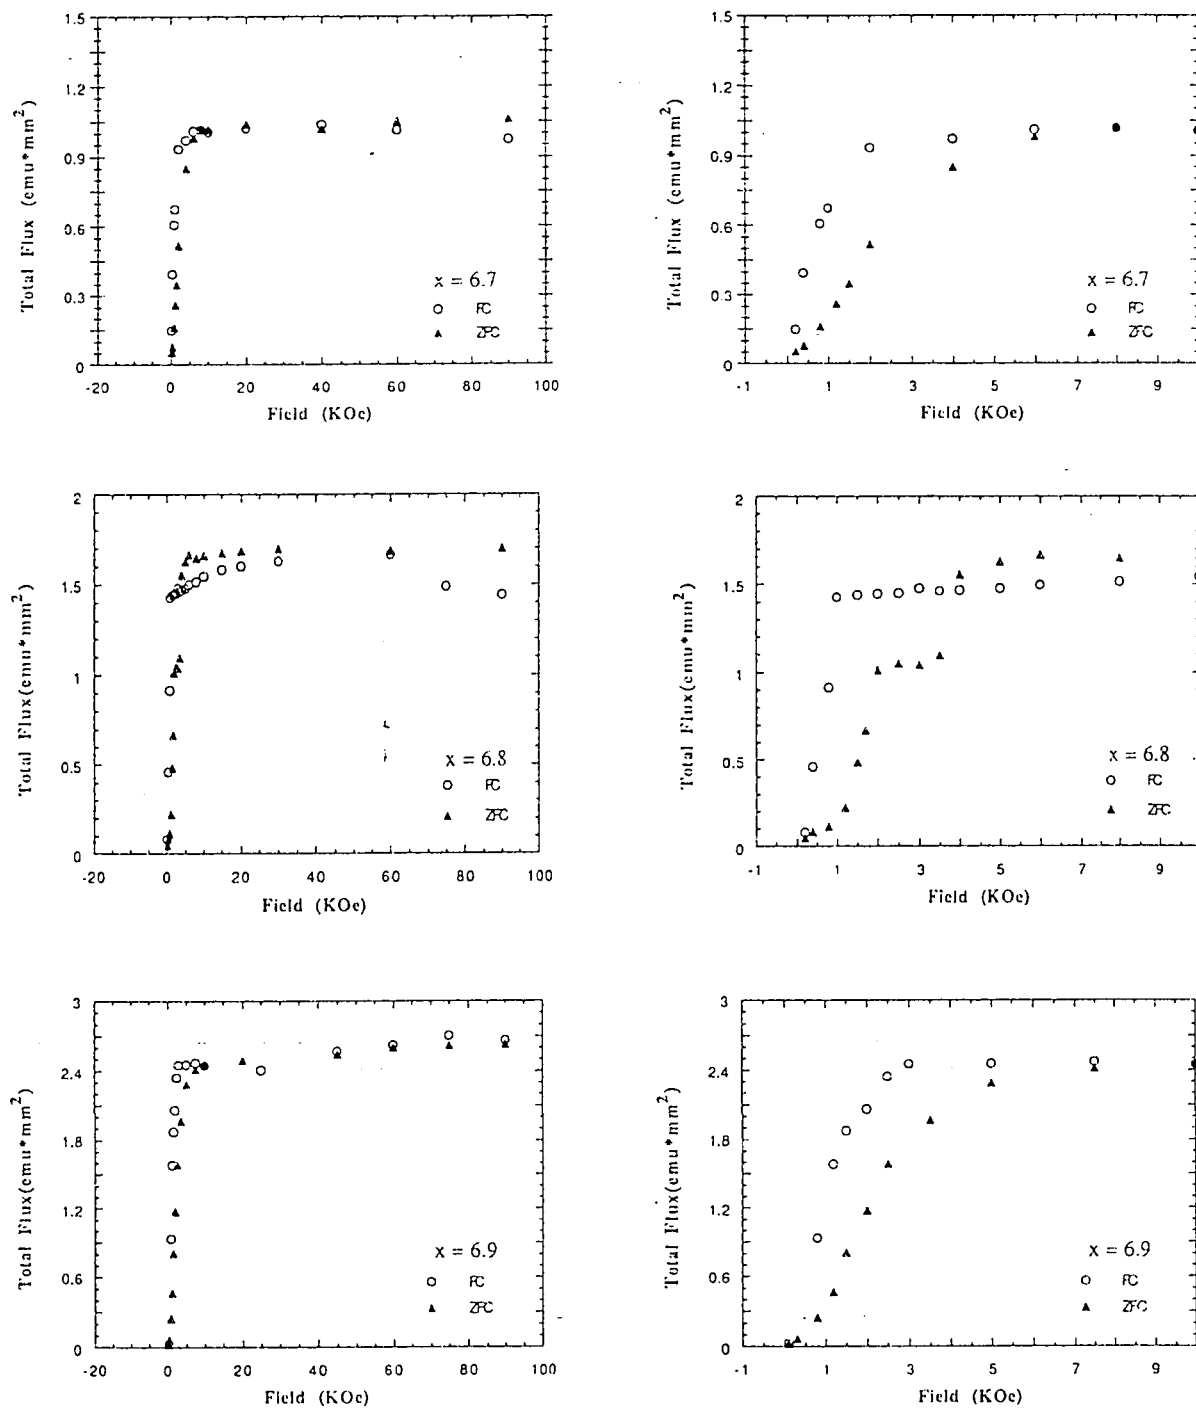 1.5
1.2
0.9
0.6
0.3
0
Total Flux (emu*mm²)
x = 6.7
FC
ZFC
-20 0 20 40 60 80 100
Field (KOe)
1.5
1.2
0.9
0.6
0.3
0
Total Flux (emu*mm²)
x = 6.7
FC
ZFC
-1 1 3 5 7 9
Field (KOe)
2
1.5
1
0.5
0
Total Flux(emu*mm²)
x = 6.8
FC
ZFC
-20 0 20 40 60 80 100
Field (KOe)
2
1.5
1
0.5
0
Total Flux(emu*mm²)
x = 6.8
FC
ZFC
-1 1 3 5 7 9
Field (KOe)
3
2.4
1.8
1.2
0.6
0
Total Flux(emu*mm²)
x = 6.9
FC
ZFC
-20 0 20 40 60 80 100
Field (KOe)
3
2.4
1.8
1.2
0.6
0
Total Flux(emu*mm²)
x = 6.9
FC
ZFC
-1 1 3 5 7 9
Field (KOe)